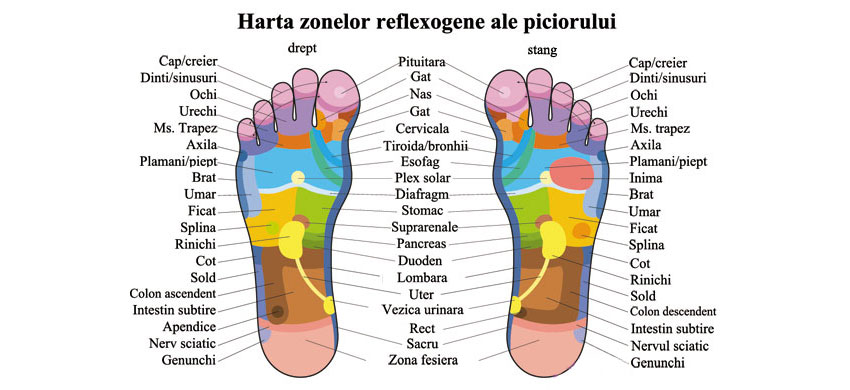 Harta zonelor reflexogene ale piciorului
drept
stang
Cap/creier
Dinti/sinusuri
Ochi
Urechi
Ms. Trapez
Axila
Plamani/piept
Brat
Umar
Ficat
Splina
Rinichi
Cot
Sold
Colon ascendent
Intestin subtire
Apendice
Nerv sciatic
Genunchi
Pituitara
Gat
Nas
Gat
Cervicala
Tiroida/bronhii
Esofag
Plex solar
Diafragm
Stomac
Suprarenale
Pancreas
Duoden
Lombara
Uter
Vezica urinara
Rect
Sacru
Zona fesiera
Cap/creier
Dinti/sinusuri
Ochi
Urechi
Ms. trapez
Axila
Plamani/piept
Inima
Brat
Umar
Ficat
Splina
Cot
Rinichi
Sold
Colon descendent
Intestin subtire
Nervul sciatic
Genunchi